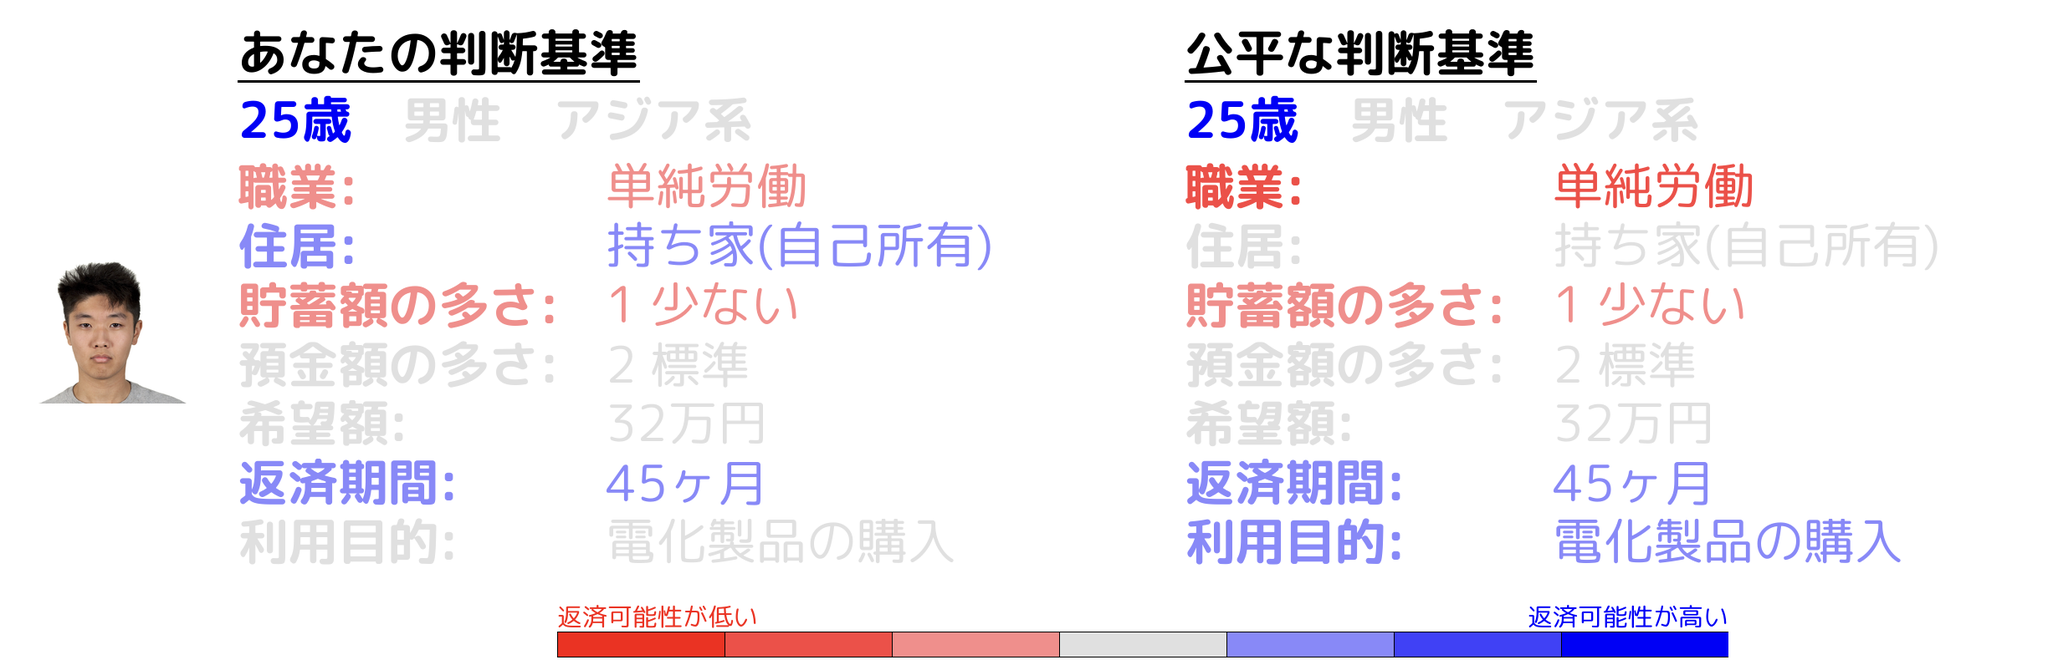 あなたの判断基準
25歳 男性 アジア系
職業: 単純労働
住居: 持ち家(自己所有)
貯蓄額の多さ: 1 少ない
預金額の多さ: 2 標準
希望額: 32万円
返済期間: 45ヶ月
利用目的: 電化製品の購入
公平な判断基準
25歳 男性 アジア系
職業: 単純労働
住居: 持ち家(自己所有)
貯蓄額の多さ: 1 少ない
預金額の多さ: 2 標準
希望額: 32万円
返済期間: 45ヶ月
利用目的: 電化製品の購入
返済可能性が低い
返済可能性が高い